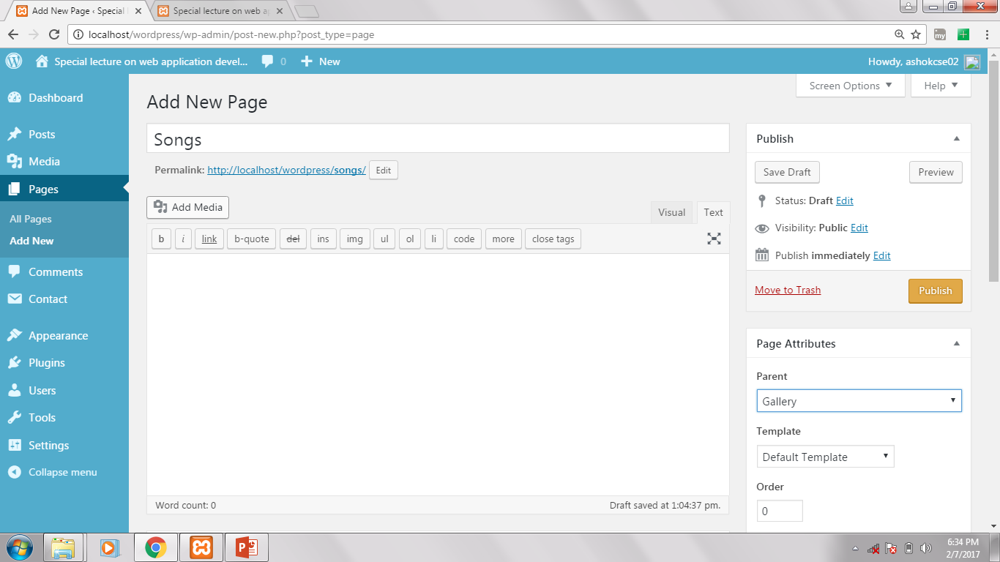 Add New Page ‹ Special
Special lecture on web a
localhost/wordpress/wp-admin/post-new.php?post_type=page
my
Special lecture on web application devel... 0 New
Howdy, ashokcse02
Screen Options
Help
Dashboard
Posts
Media
Pages
All Pages
Add New
Comments
Contact
Appearance
Plugins
Users
Tools
Settings
Collapse menu
Add New Page
Songs
Permalink: http://localhost/wordpress/songs/ Edit
Add Media
Visual Text
b i link b-quote del ins img ul ol li code more close tags
Word count: 0
Draft saved at 1:04:37 pm.
Publish
Save Draft Preview
Status: Draft Edit
Visibility: Public Edit
Publish immediately Edit
Move to Trash Publish
Page Attributes
Parent
Gallery
Template
Default Template
Order
0
6:34 PM
2/7/2017